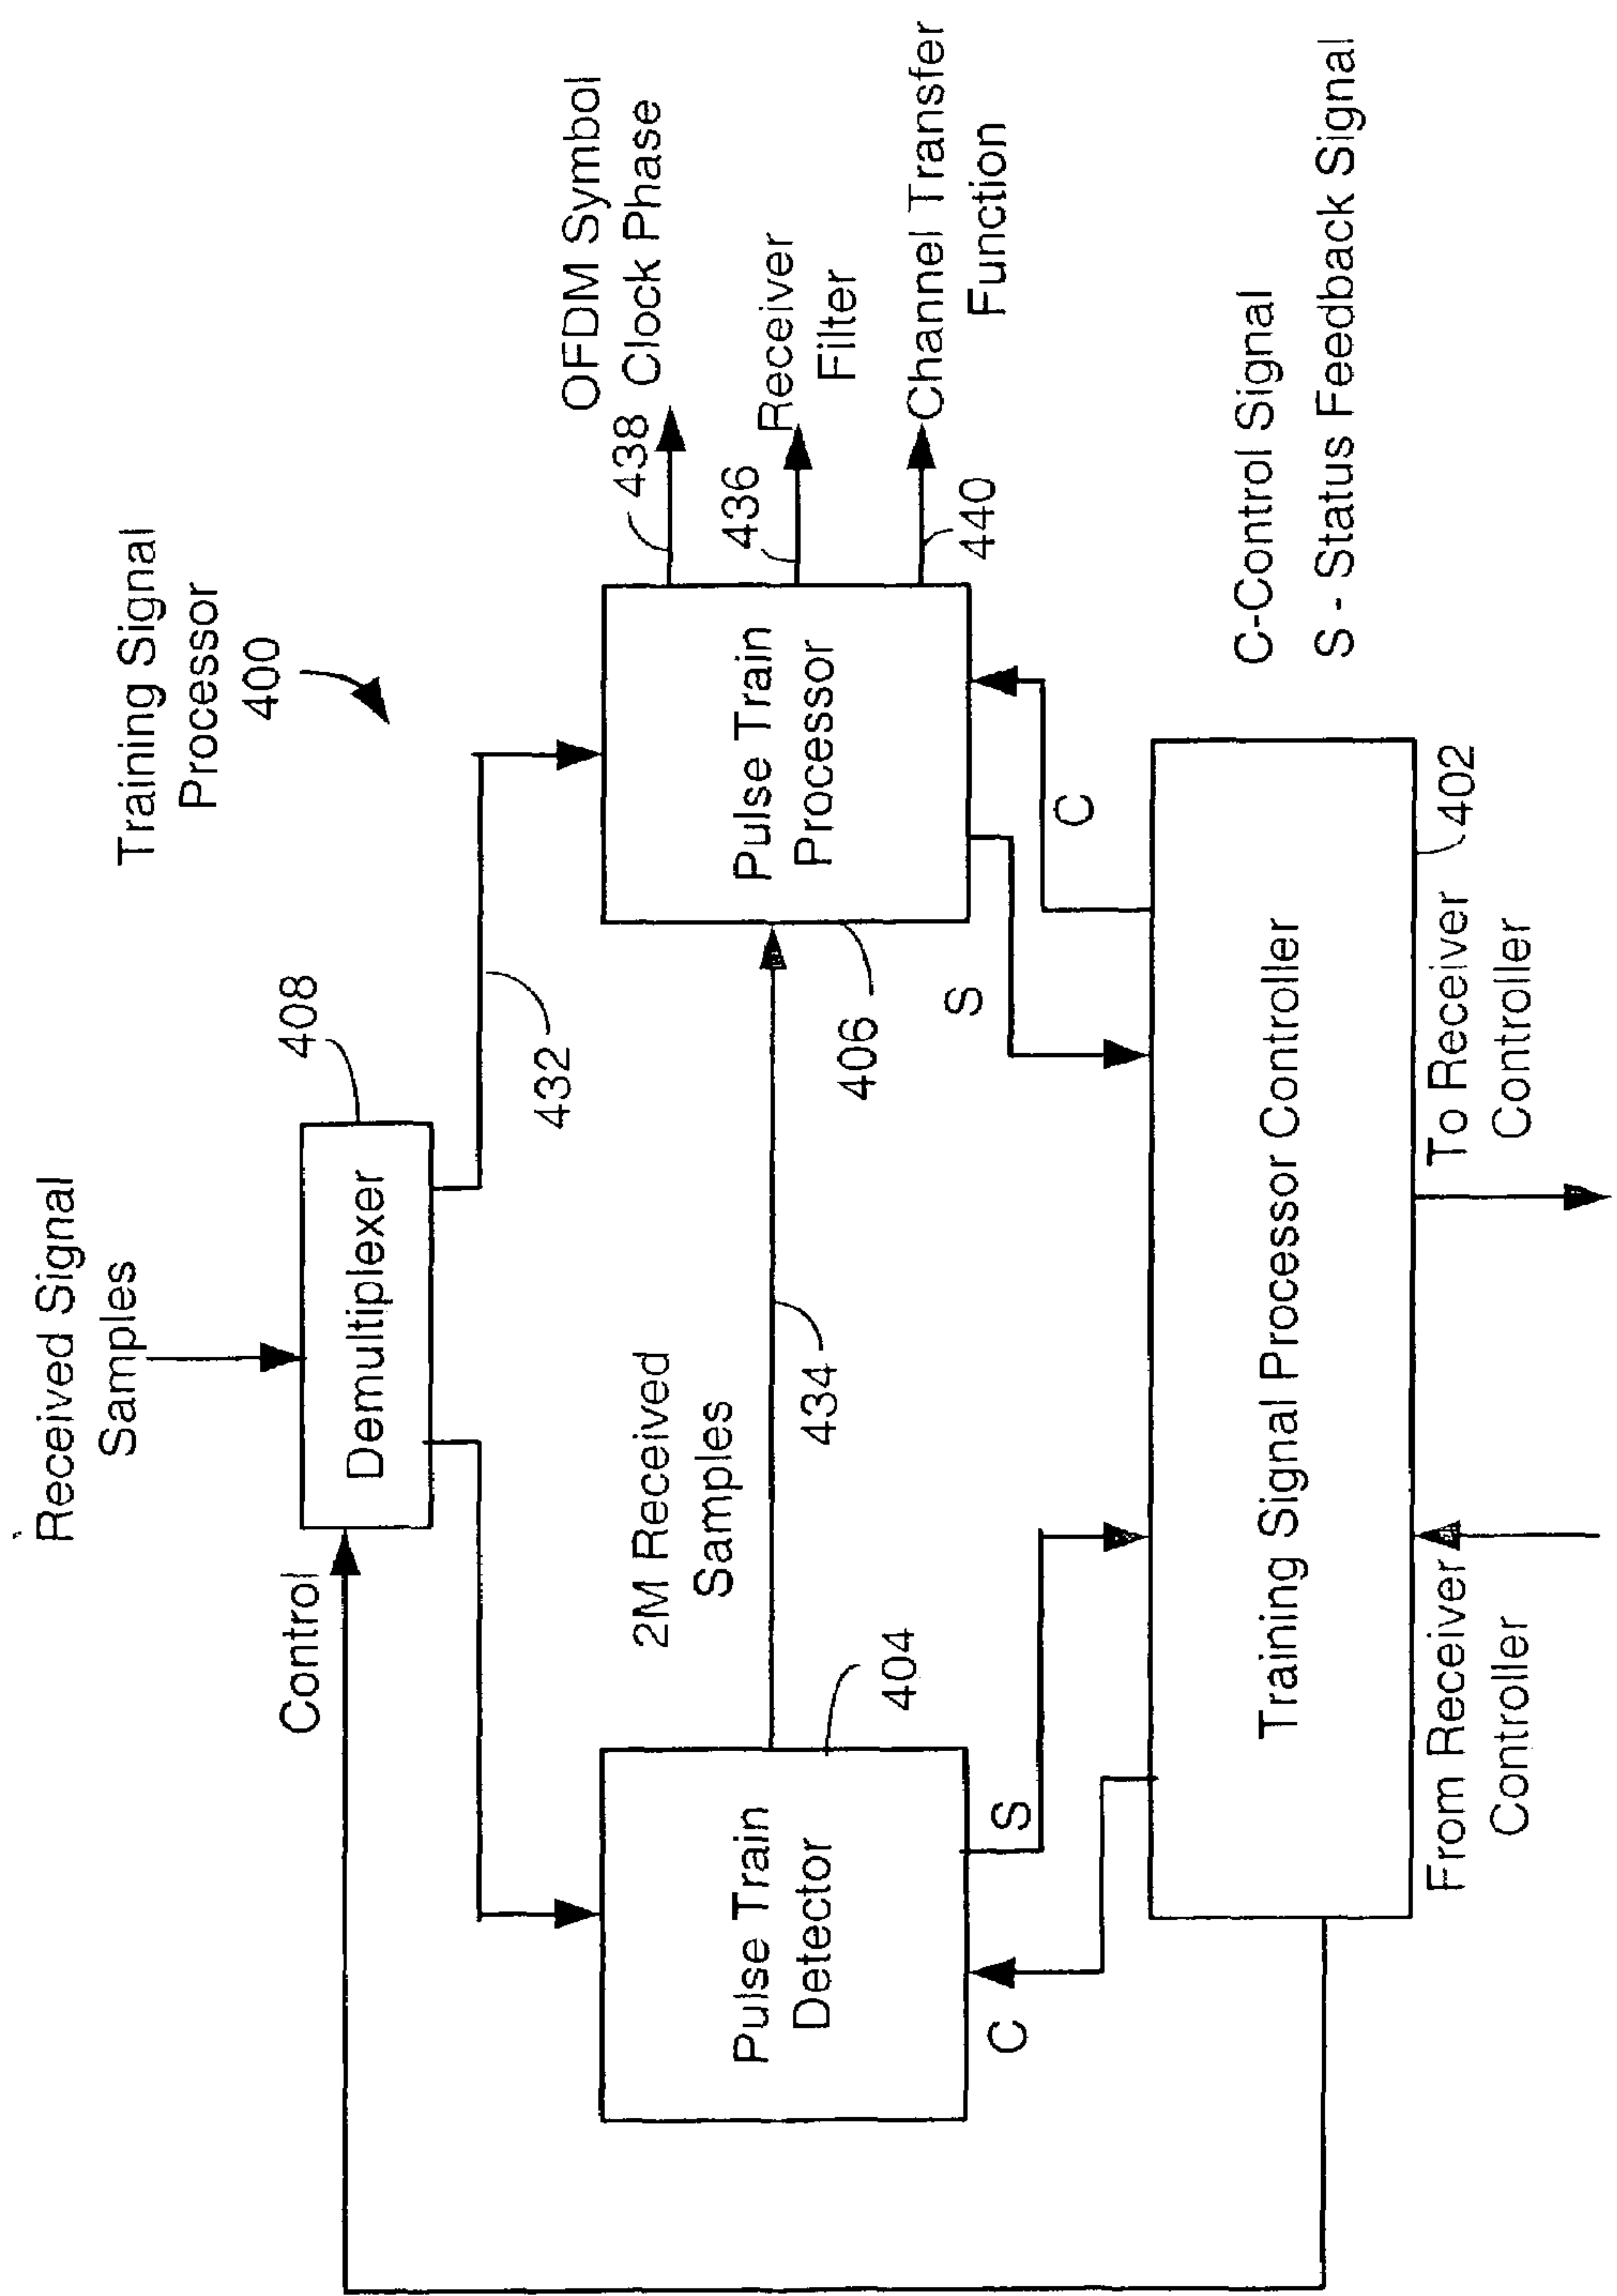 Training Signal
Processor
400
Received Signal
Samples
Control
Demultiplexer
408
432
OFDM Symbol
Clock Phase
438
Receiver
Filter
436
Channel Transfer
Function
440
2M Received
Samples
434
Pulse Train
Detector
404
Pulse Train
Processor
406
C
S
S
C
Training Signal Processor Controller
402
From Receiver
Controller
To Receiver
Controller
C-Control Signal
S - Status Feedback Signal